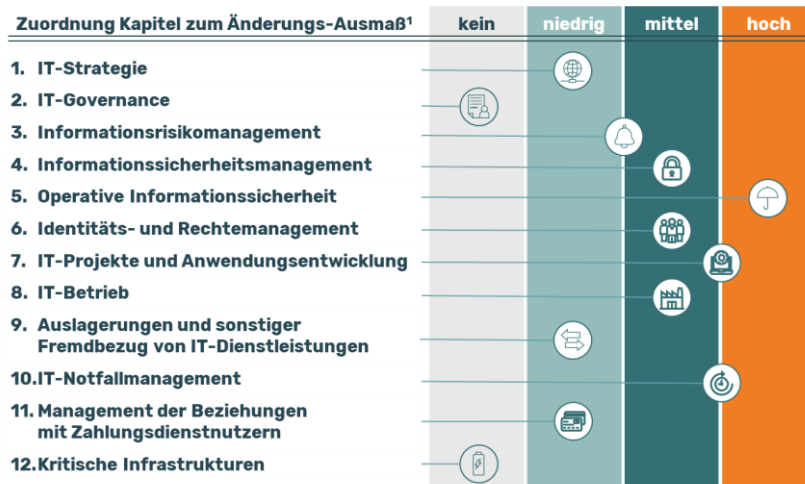 Zuordnung Kapitel zum Änderungs-Ausmaß¹ kein niedrig mittel hoch
1. IT-Strategie
2. IT-Governance
3. Informationsrisikomanagement
4. Informationssicherheitsmanagement
5. Operative Informationssicherheit
6. Identitäts- und Rechtemanagement
7. IT-Projekte und Anwendungsentwicklung
8. IT-Betrieb
9. Auslagerungen und sonstiger
Fremdbezug von IT-Dienstleistungen
10.IT-Notfallmanagement
11. Management der Beziehungen
mit Zahlungsdienstnutzern
12.Kritische Infrastrukturen